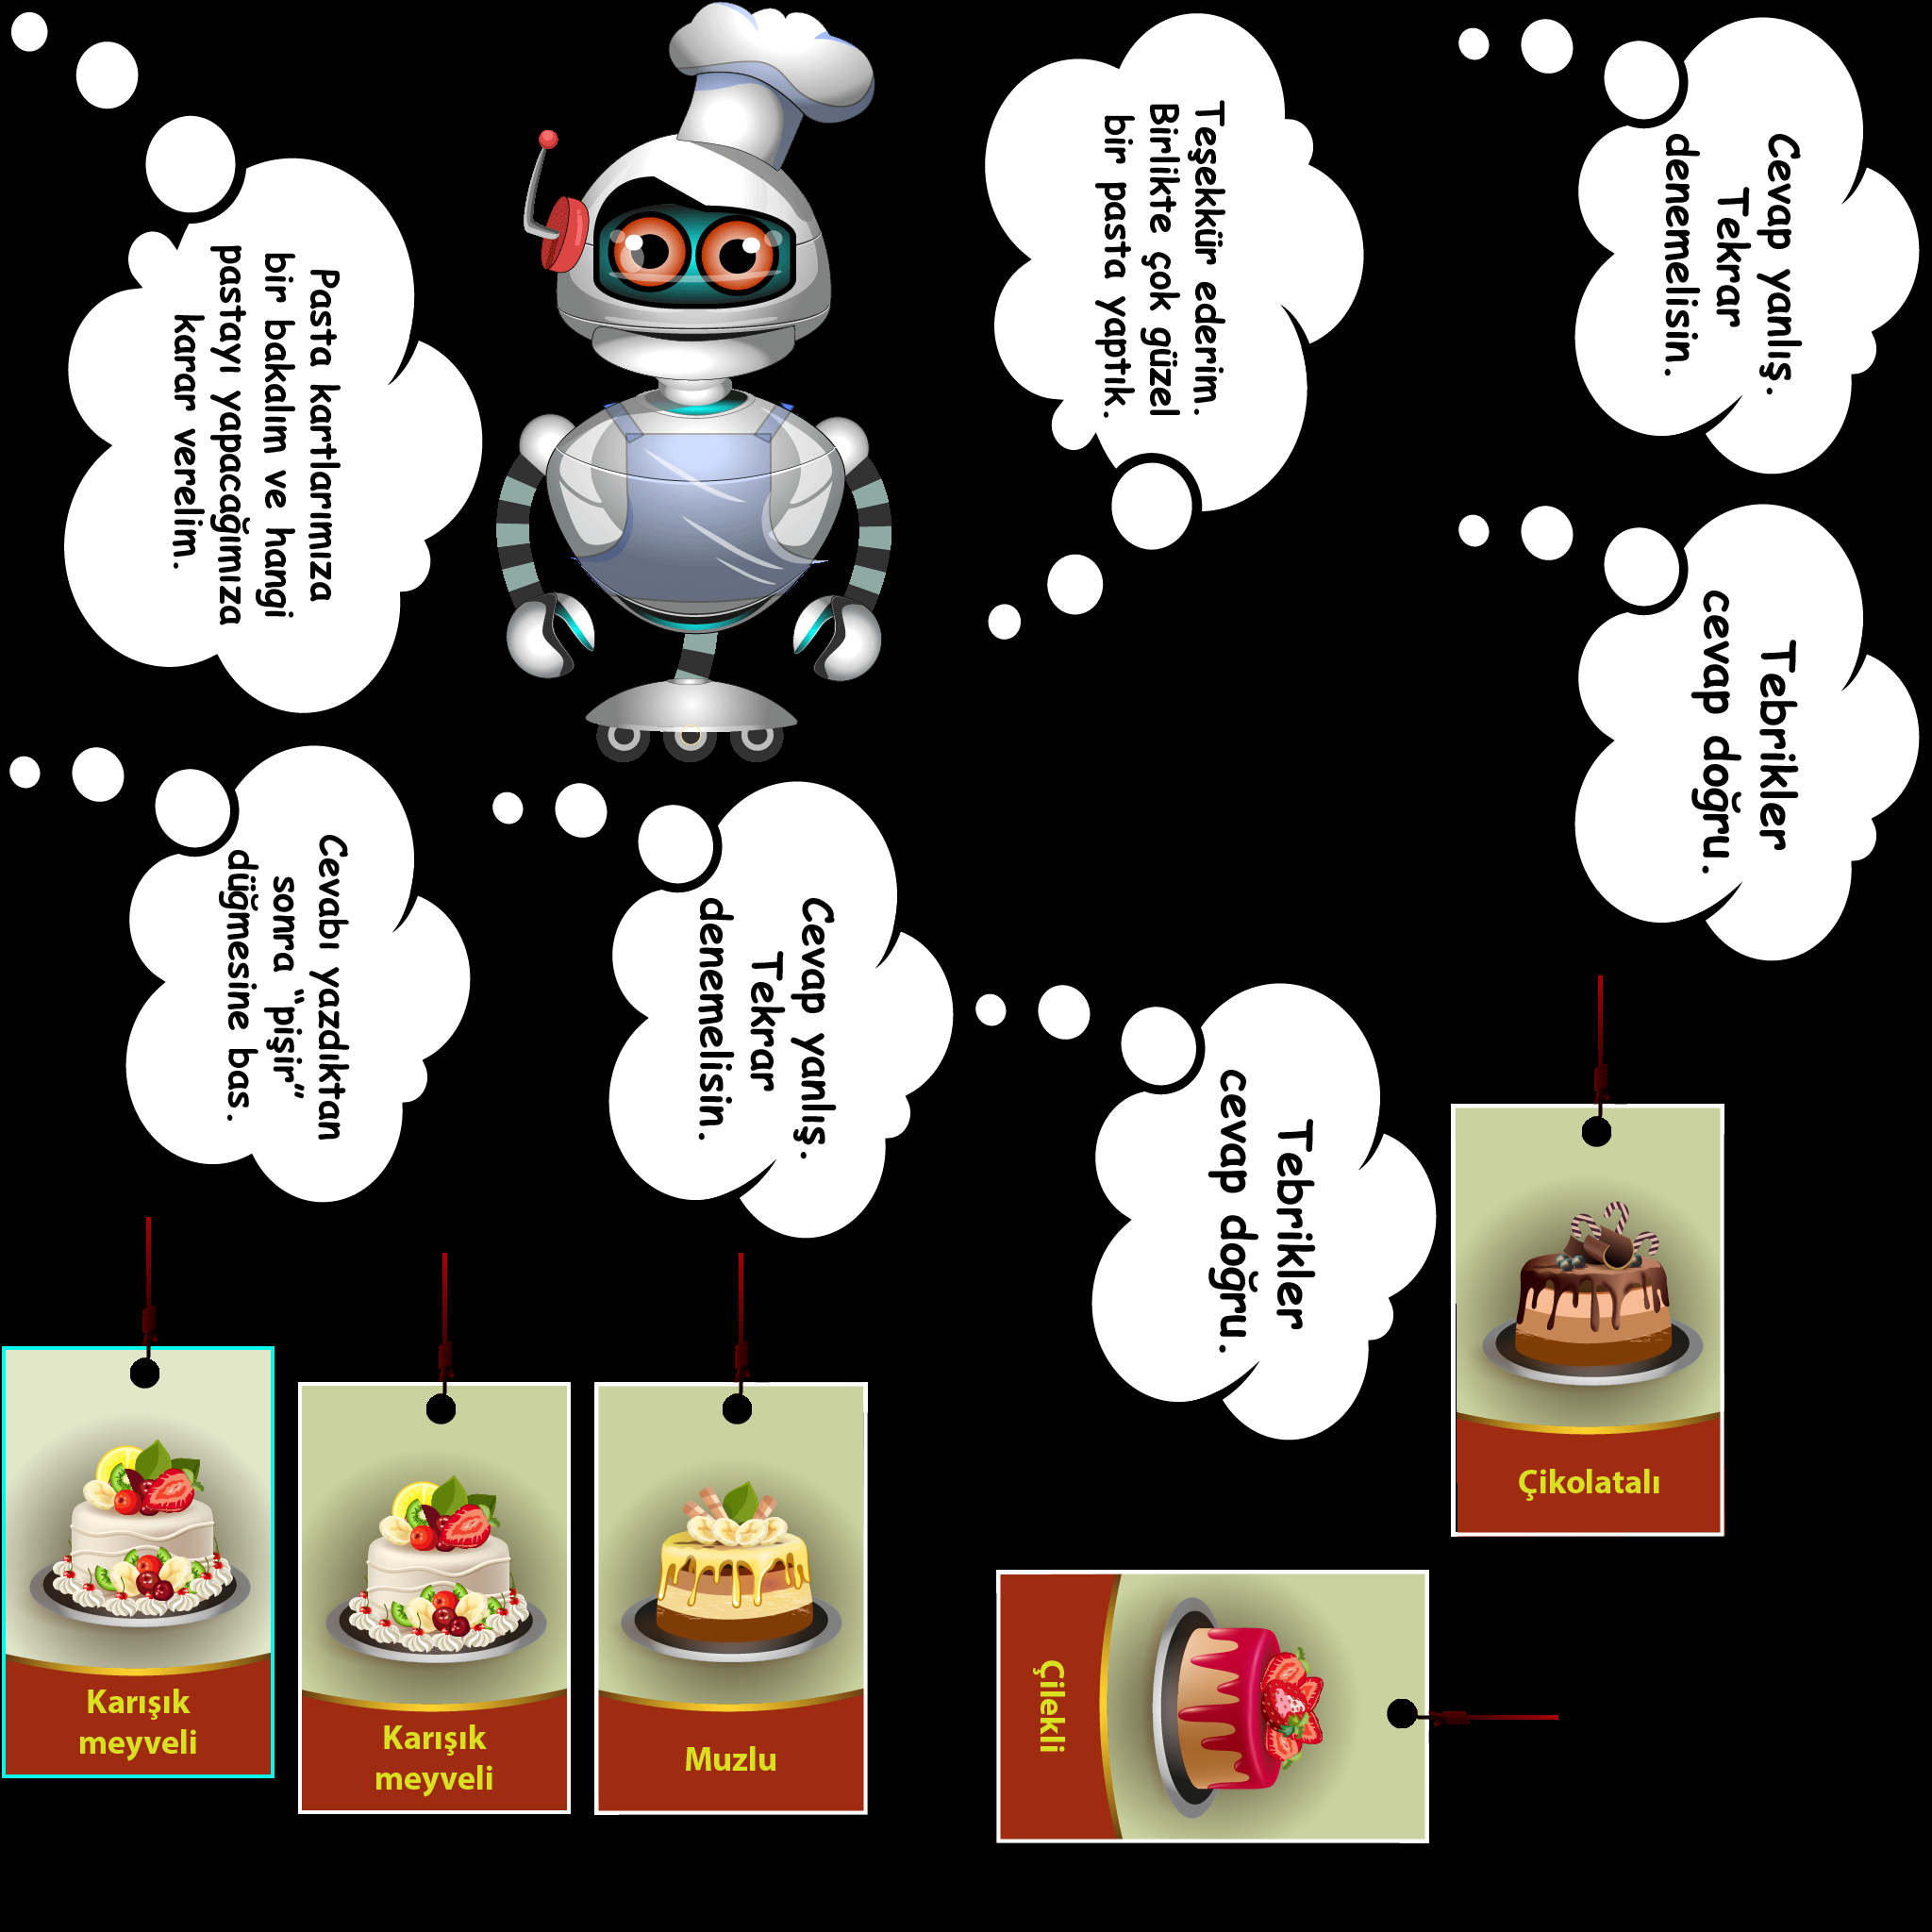 Pasta kartlarımıza
bir bakalım ve hangi
pastayı yapacağımıza
karar verelim.
Teşekkür ederim.
Birlikte çok güzel
bir pasta yaptık.
Cevap yanlış.
Tekrar
denemelisin.
Tebrikler
cevap doğru.
Cevabı yazdıktan
sonra “pişir”
düğmesine bas.
Cevap yanlış.
Tekrar
denemelisin.
Tebrikler
cevap doğru.
Çikolatalı
Karışık
meyveli
Karışık
meyveli
Muzlu
Çilekli